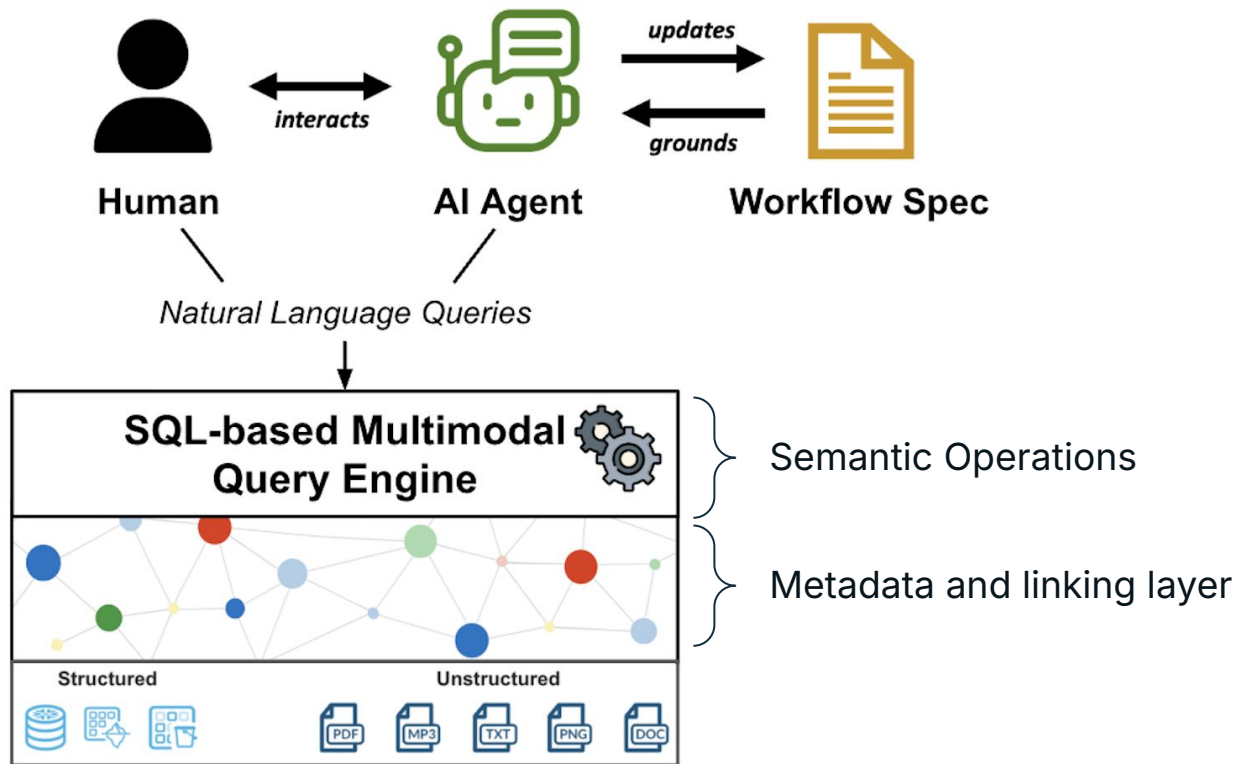 updates
interacts
grounds
Human
AI Agent
Workflow Spec
Natural Language Queries
SQL-based Multimodal
Query Engine
Semantic Operations
Metadata and linking layer
Structured
Unstructured
PDF
MP3
TXT
PNG
DOC